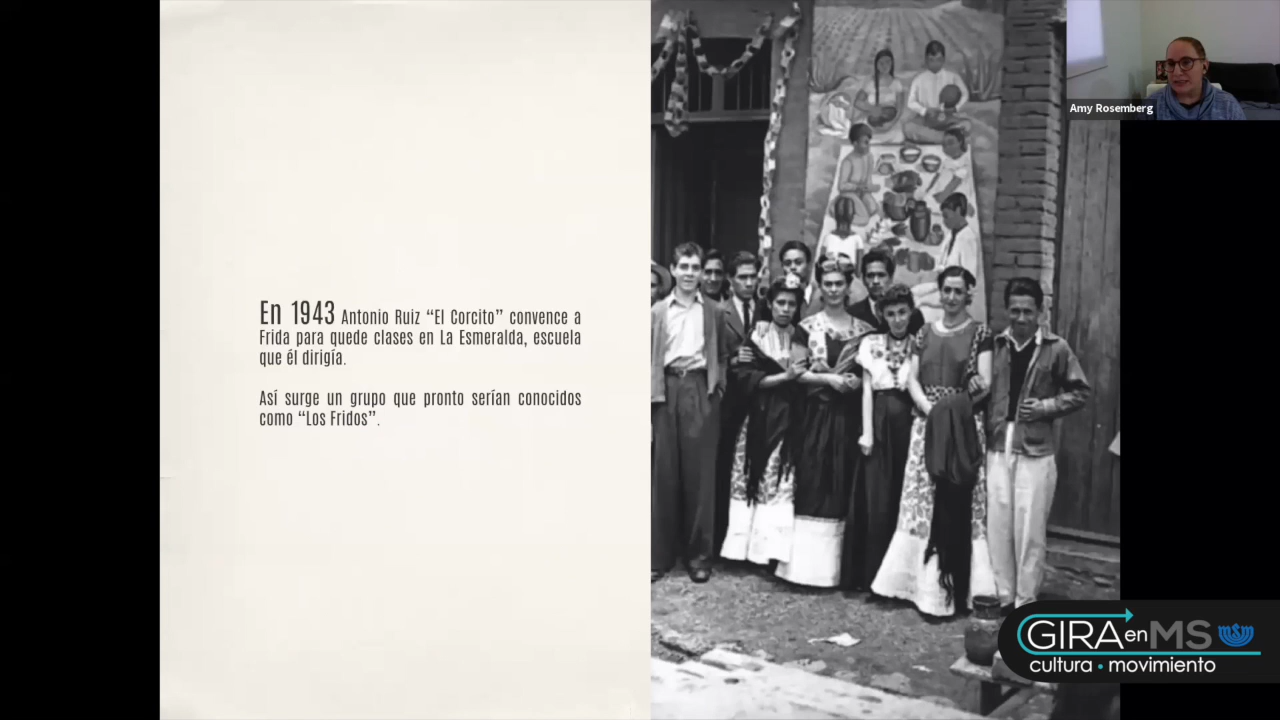 Amy Rosemberg
En 1943 Antonio Ruiz “El Corcito” convence a
Frida para quede clases en La Esmeralda, escuela
que él dirigía.
Así surge un grupo que pronto serían conocidos
como “Los Fridos”.
GIRA en MS
cultura • movimiento